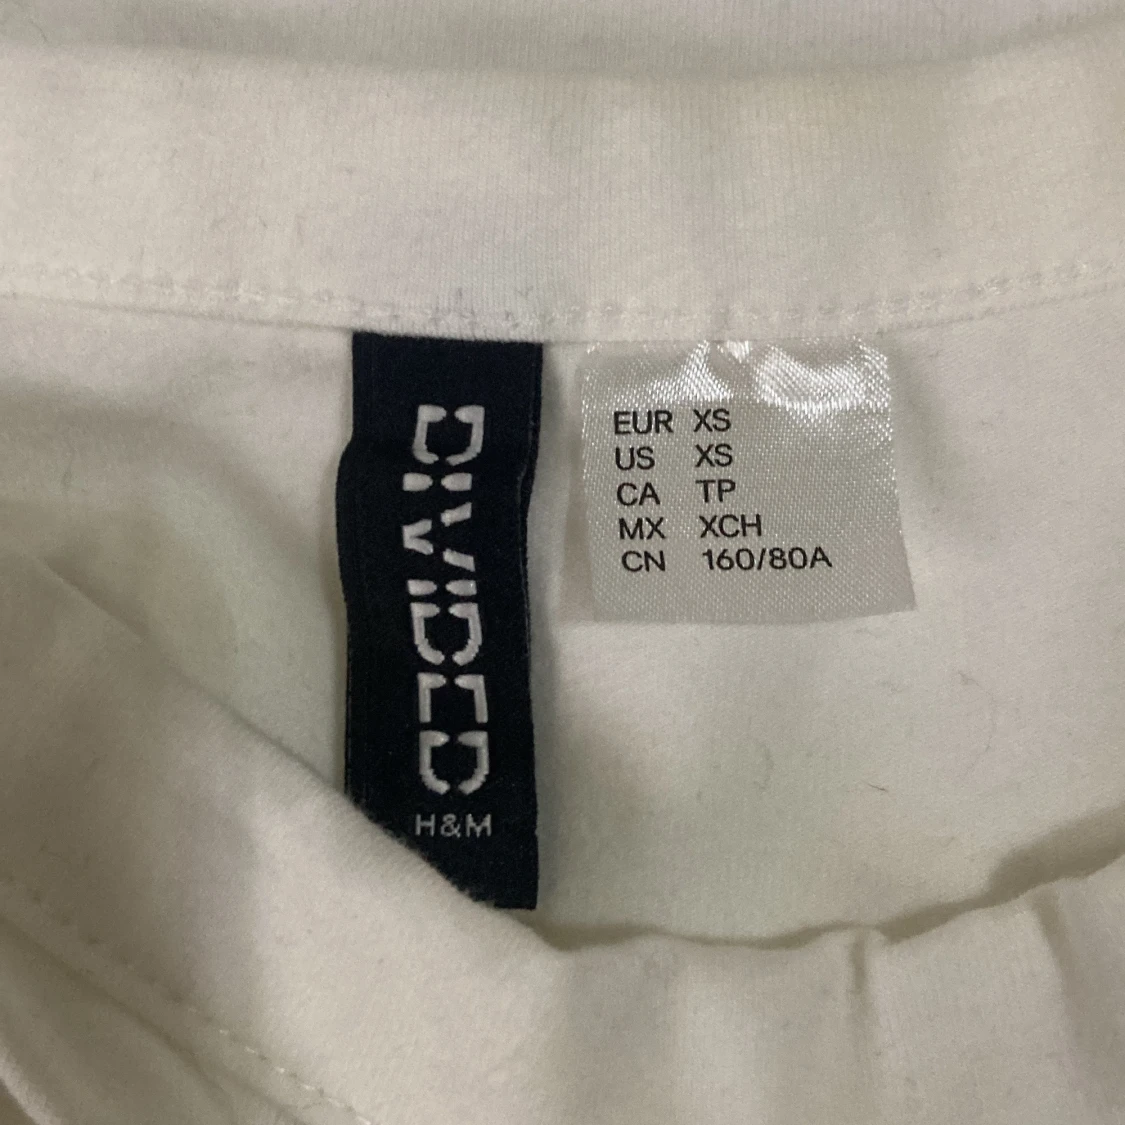 DIVIDED
H&M
EUR XS
US XS
CA TP
MX XCH
CN 160/80A